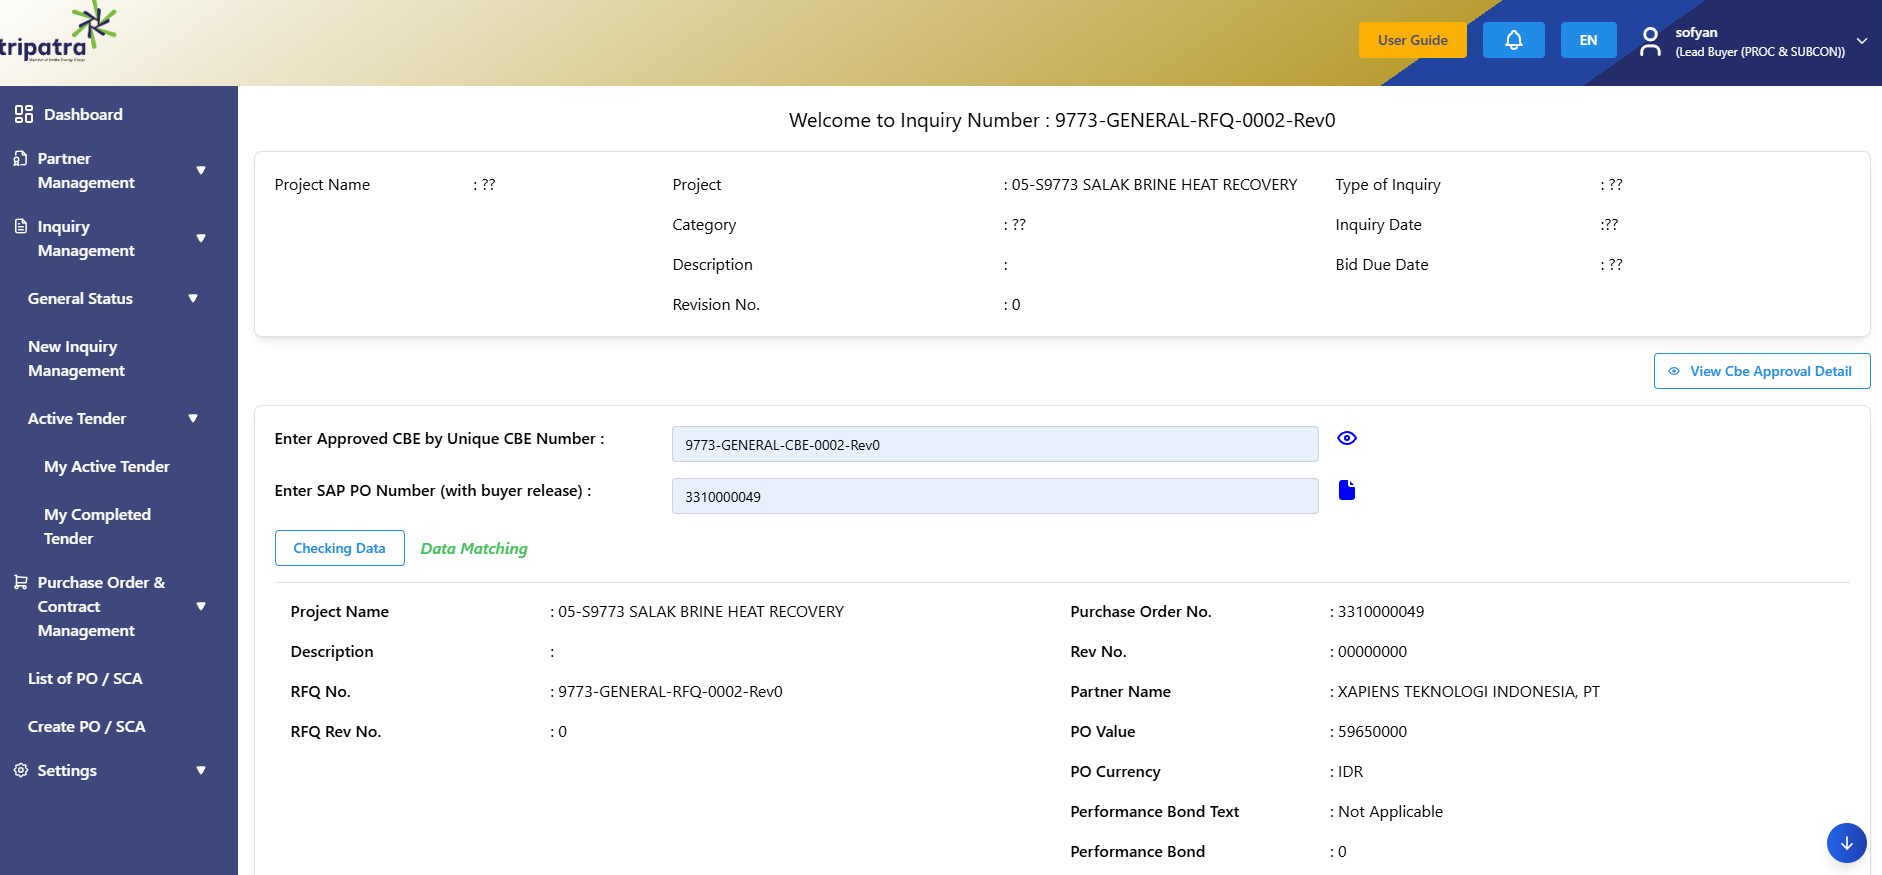 tripatra
User Guide
EN
sofyan
(Lead Buyer (PROC & SUBCON))
Dashboard
Partner
Management
Inquiry
Management
General Status
New Inquiry
Management
Active Tender
My Active Tender
My Completed
Tender
Purchase Order &
Contract
Management
List of PO / SCA
Create PO / SCA
Settings
Welcome to Inquiry Number : 9773-GENERAL-RFQ-0002-Rev0
Project Name : ??
Project : 05-S9773 SALAK BRINE HEAT RECOVERY
Category : ??
Description :
Revision No. : 0
Type of Inquiry : ??
Inquiry Date :??
Bid Due Date : ??
View Cbe Approval Detail
Enter Approved CBE by Unique CBE Number : 9773-GENERAL-CBE-0002-Rev0
Enter SAP PO Number (with buyer release) : 3310000049
Checking Data Data Matching
Project Name : 05-S9773 SALAK BRINE HEAT RECOVERY
Description :
RFQ No. : 9773-GENERAL-RFQ-0002-Rev0
RFQ Rev No. : 0
Purchase Order No. : 3310000049
Rev No. : 00000000
Partner Name : XAPIENS TEKNOLOGI INDONESIA, PT
PO Value : 59650000
PO Currency : IDR
Performance Bond Text : Not Applicable
Performance Bond : 0